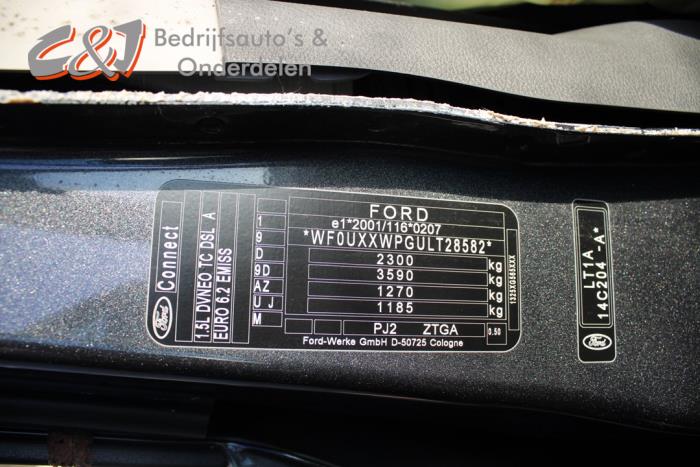 C&J Bedrijfsauto's &
Onderdelen
Ford
Connect
1.5L DVNEO TC DSL A
EURO 6.2 EMISS
1
9
D
9D
AZ
U J
M
FORD
e1*2001/116*0207
*WF0UXXWPGULT28582*
2300 kg
3590 kg
1270 kg
1185 kg
PJ2 ZTGA 0.50
Ford-Werke GmbH D-50725 Cologne
LT1A
14C204 -A*
Ford